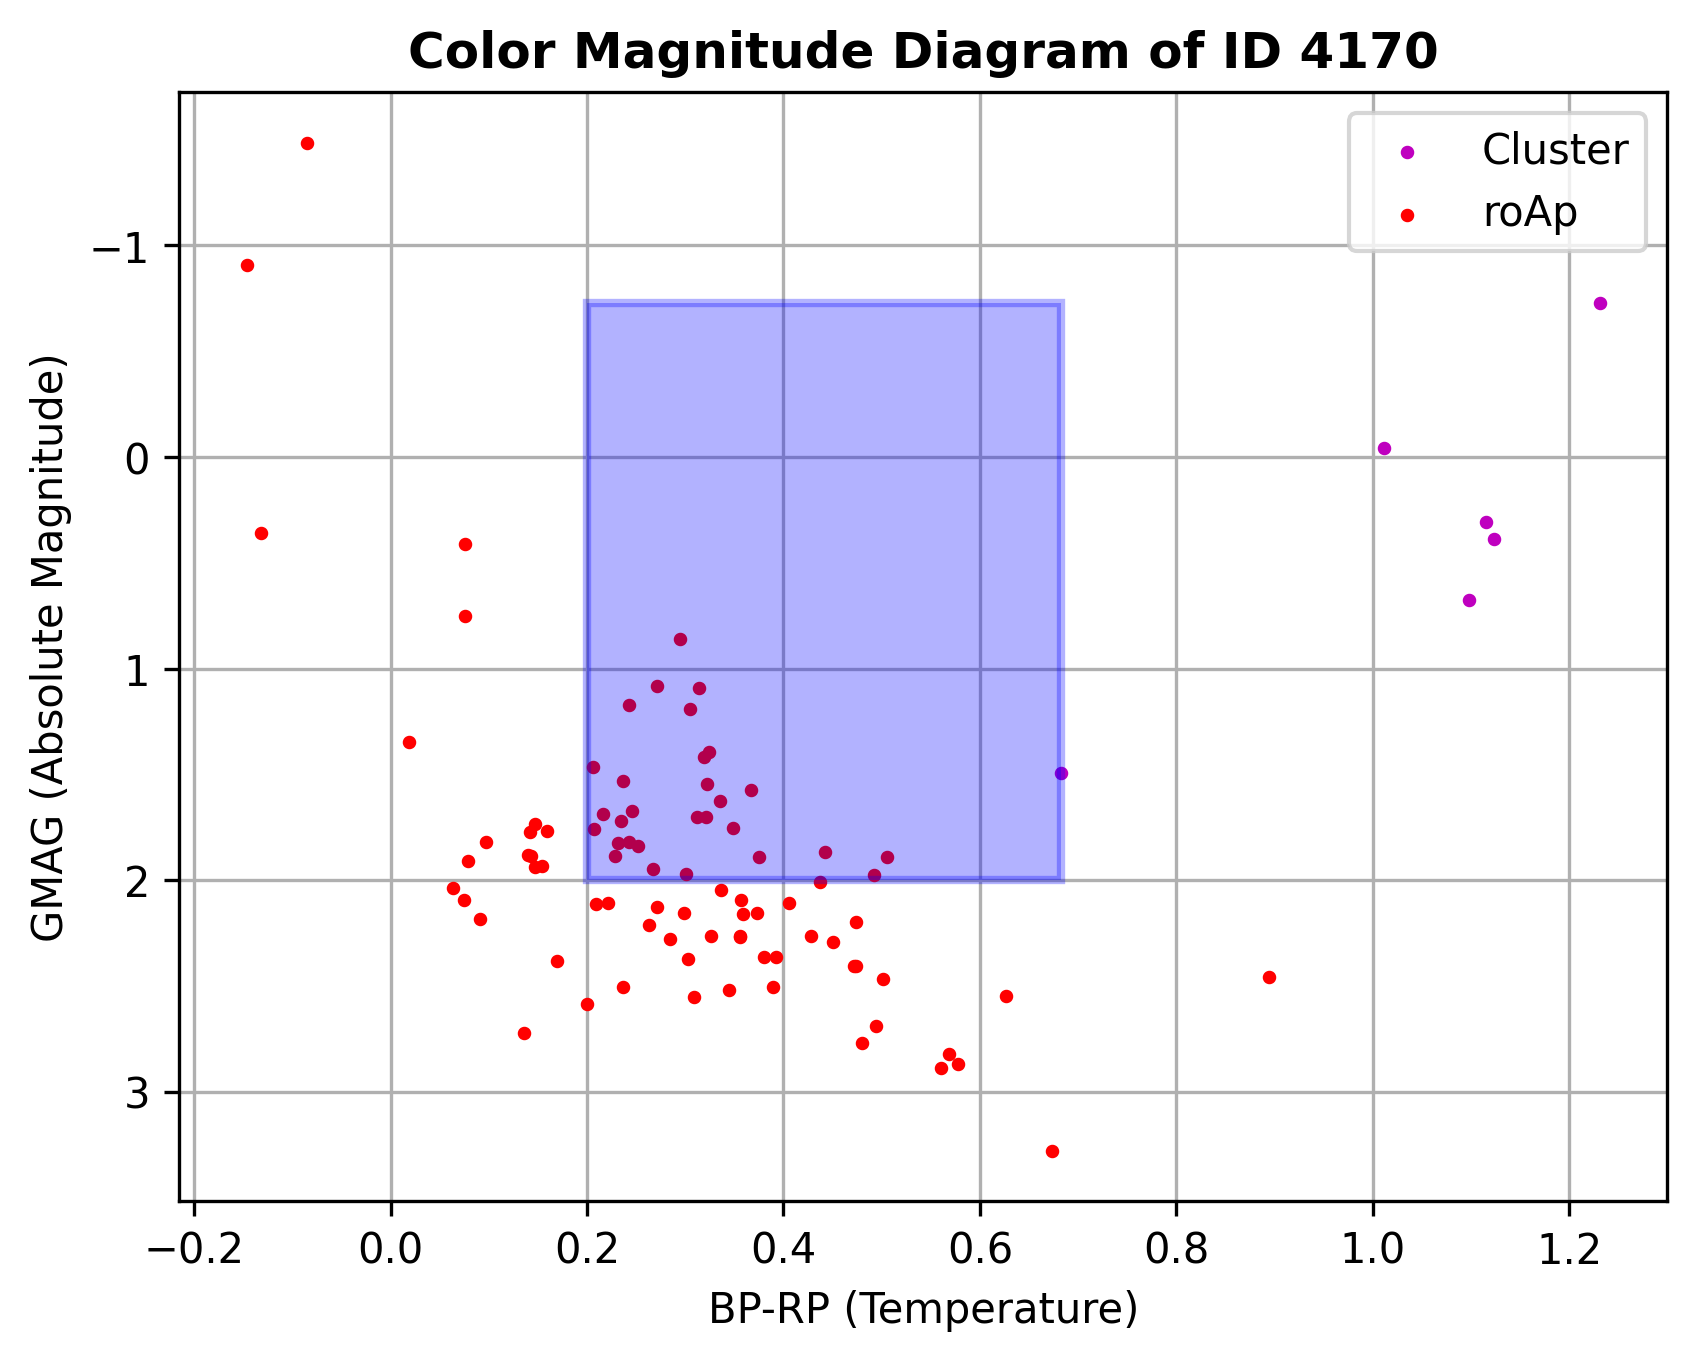 Color Magnitude Diagram of ID 4170
Cluster
roAp
GMAG (Absolute Magnitude)
−1
0
1
2
3
−0.2 0.0 0.2 0.4 0.6 0.8 1.0 1.2
BP-RP (Temperature)